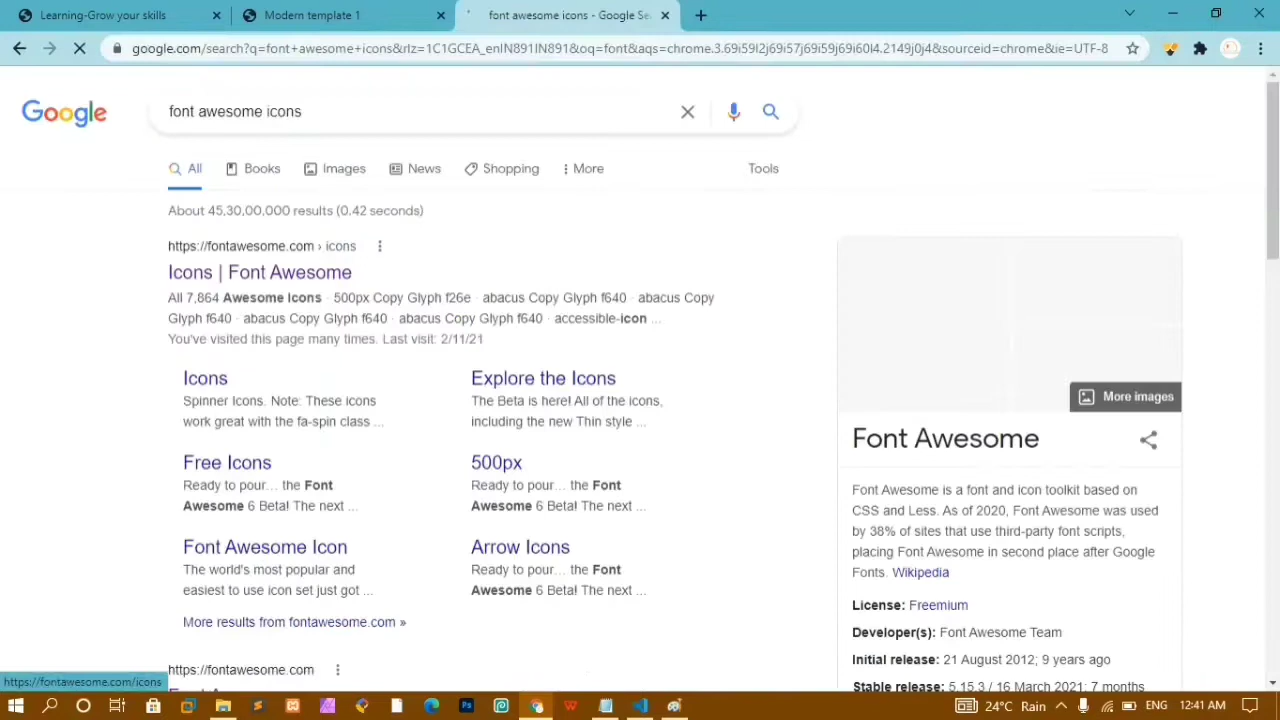 Learning-Grow your skills
Modern template 1
font awesome icons - Google Se
google.com/search?q=font+awesome+icons&rlz=1C1GCEA_enIN891IN891&oq=font&aqs=chrome.3.69i59l2j69i57j69i59j69i60l4.2149j0j4&sourceid=chrome&ie=UTF-8
Google
font awesome icons
All
Books
Images
News
Shopping
More
Tools
About 45,30,00,000 results (0.42 seconds)
https://fontawesome.com › icons
Icons | Font Awesome
All 7,864 Awesome Icons · 500px Copy Glyph f26e · abacus Copy Glyph f640 · abacus Copy
Glyph f640 · abacus Copy Glyph f640 · abacus Copy Glyph f640 · accessible-icon ...
You've visited this page many times. Last visit: 2/11/21
Icons
Spinner Icons. Note: These icons
work great with the fa-spin class ...
Explore the Icons
The Beta is here! All of the icons,
including the new Thin style ...
Free Icons
Ready to pour... the Font
Awesome 6 Beta! The next ...
500px
Ready to pour... the Font
Awesome 6 Beta! The next ...
Font Awesome Icon
The world's most popular and
easiest to use icon set just got ...
Arrow Icons
Ready to pour... the Font
Awesome 6 Beta! The next ...
More results from fontawesome.com »
https://fontawesome.com
More images
Font Awesome
Font Awesome is a font and icon toolkit based on
CSS and Less. As of 2020, Font Awesome was used
by 38% of sites that use third-party font scripts,
placing Font Awesome in second place after Google
Fonts. Wikipedia
License: Freemium
Developer(s): Font Awesome Team
Initial release: 21 August 2012; 9 years ago
Stable release: 5.15.3 / 16 March 2021; 7 months
https://fontawesome.com/icons
24°C Rain
ENG
12:41 AM